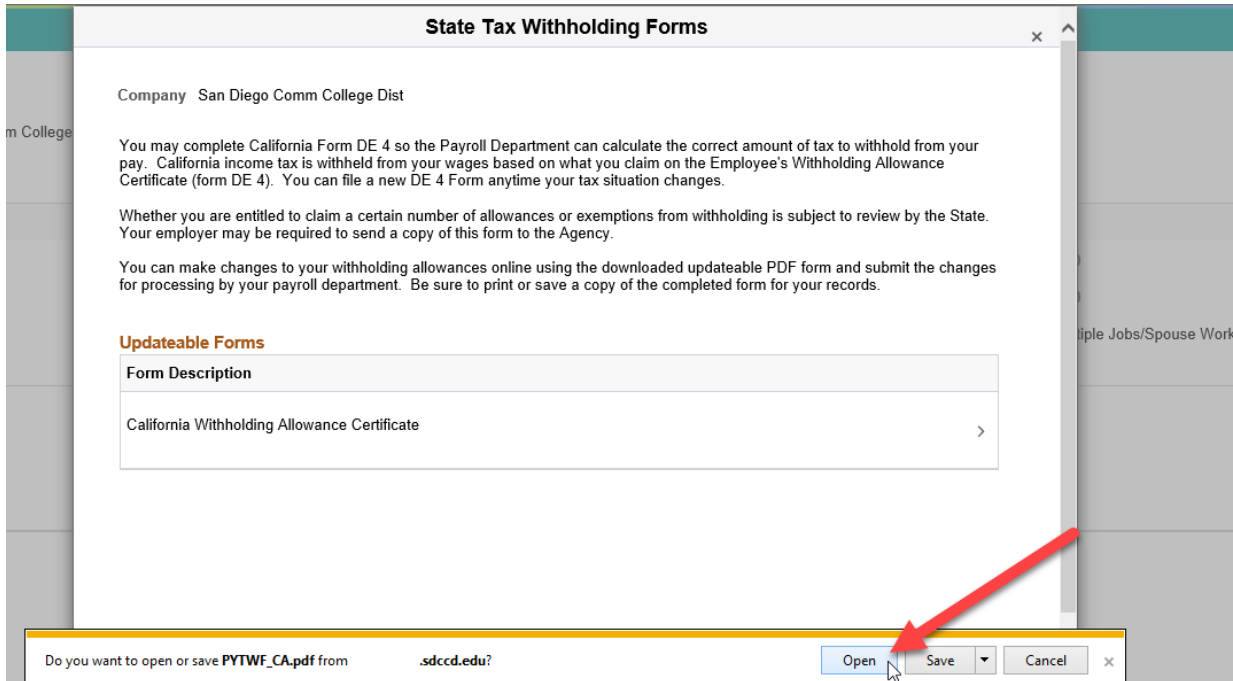 State Tax Withholding Forms
Company San Diego Comm College Dist
m College
You may complete California Form DE 4 so the Payroll Department can calculate the correct amount of tax to withhold from your
pay. California income tax is withheld from your wages based on what you claim on the Employee's Withholding Allowance
Certificate (form DE 4). You can file a new DE 4 Form anytime your tax situation changes.
Whether you are entitled to claim a certain number of allowances or exemptions from withholding is subject to review by the State.
Your employer may be required to send a copy of this form to the Agency.
You can make changes to your withholding allowances online using the downloaded updateable PDF form and submit the changes
for processing by your payroll department. Be sure to print or save a copy of the completed form for your records.
tiple Jobs/Spouse Work
Updateable Forms
Form Description
California Withholding Allowance Certificate
Do you want to open or save PYTWF_CA.pdf from .sdccd.edu?
Open Save Cancel